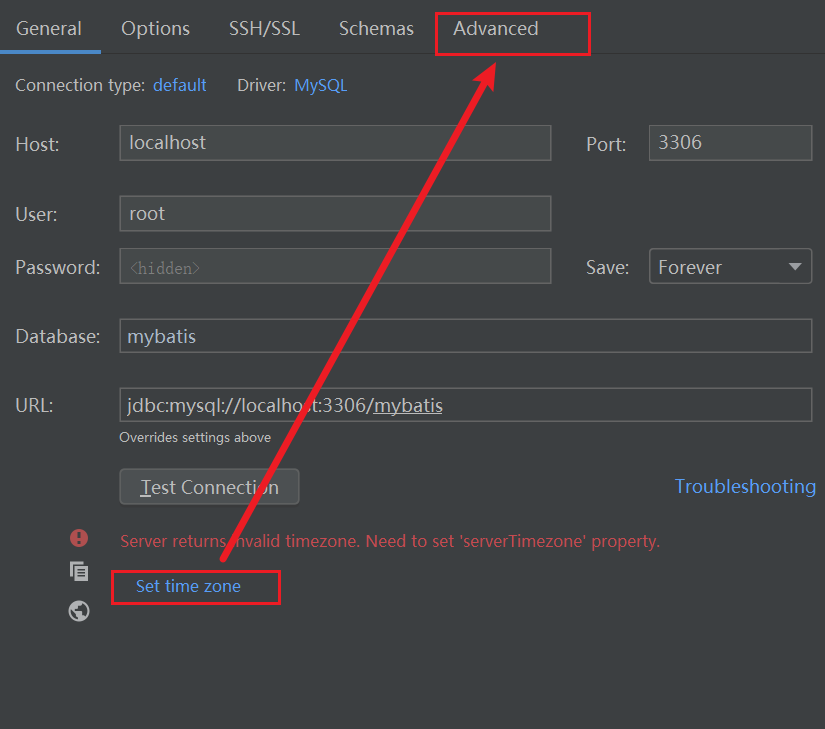 General Options SSH/SSL Schemas Advanced
Connection type: default Driver: MySQL
Host: localhost Port: 3306
User: root
Password: <hidden> Save: Forever
Database: mybatis
URL: jdbc:mysql://localhost:3306/mybatis
Overrides settings above
Test Connection Troubleshooting
Server returns invalid timezone. Need to set 'serverTimezone' property.
Set time zone